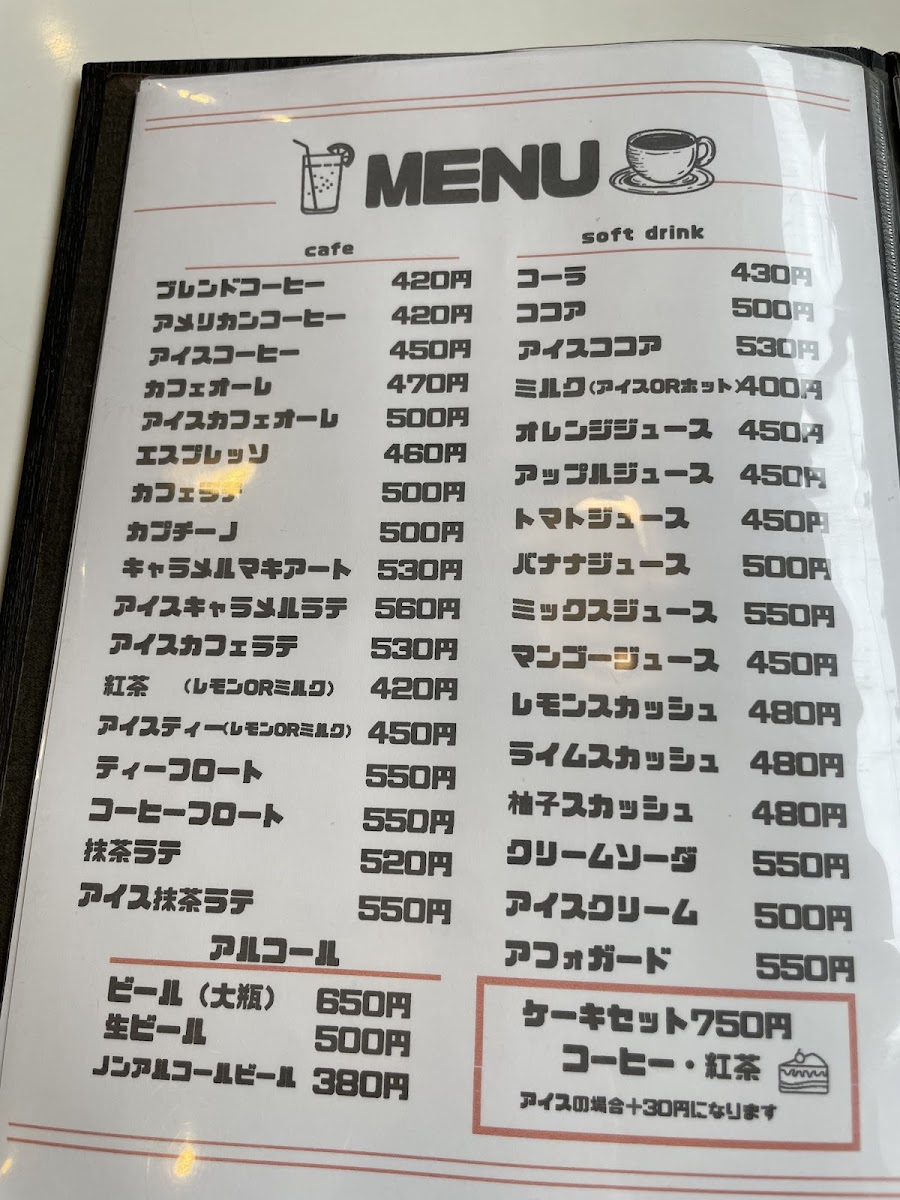 MENU
cafe
ブレンドコーヒー 420円
アメリカンコーヒー 420円
アイスコーヒー 450円
カフェオーレ 470円
アイスカフェオーレ 500円
エスプレッソ 460円
カフェラテ 500円
カプチーノ 500円
キャラメルマキアート 530円
アイスキャラメルラテ 560円
アイスカフェラテ 530円
紅茶 (レモンORミルク) 420円
アイスティー(レモンORミルク) 450円
ティーフロート 550円
コーヒーフロート 550円
抹茶ラテ 520円
アイス抹茶ラテ 550円
アルコール
ビール(大瓶) 650円
生ビール 500円
ノンアルコールビール 380円
soft drink
コーラ 430円
ココア 500円
アイスココア 530円
ミルク(アイスORホット) 400円
オレンジジュース 450円
アップルジュース 450円
トマトジュース 450円
バナナジュース 500円
ミックスジュース 550円
マンゴージュース 450円
レモンスカッシュ 480円
ライムスカッシュ 480円
柚子スカッシュ 480円
クリームソーダ 550円
アイスクリーム 500円
アフォガード 550円
ケーキセット750円
コーヒー・紅茶
アイスの場合+30円になります